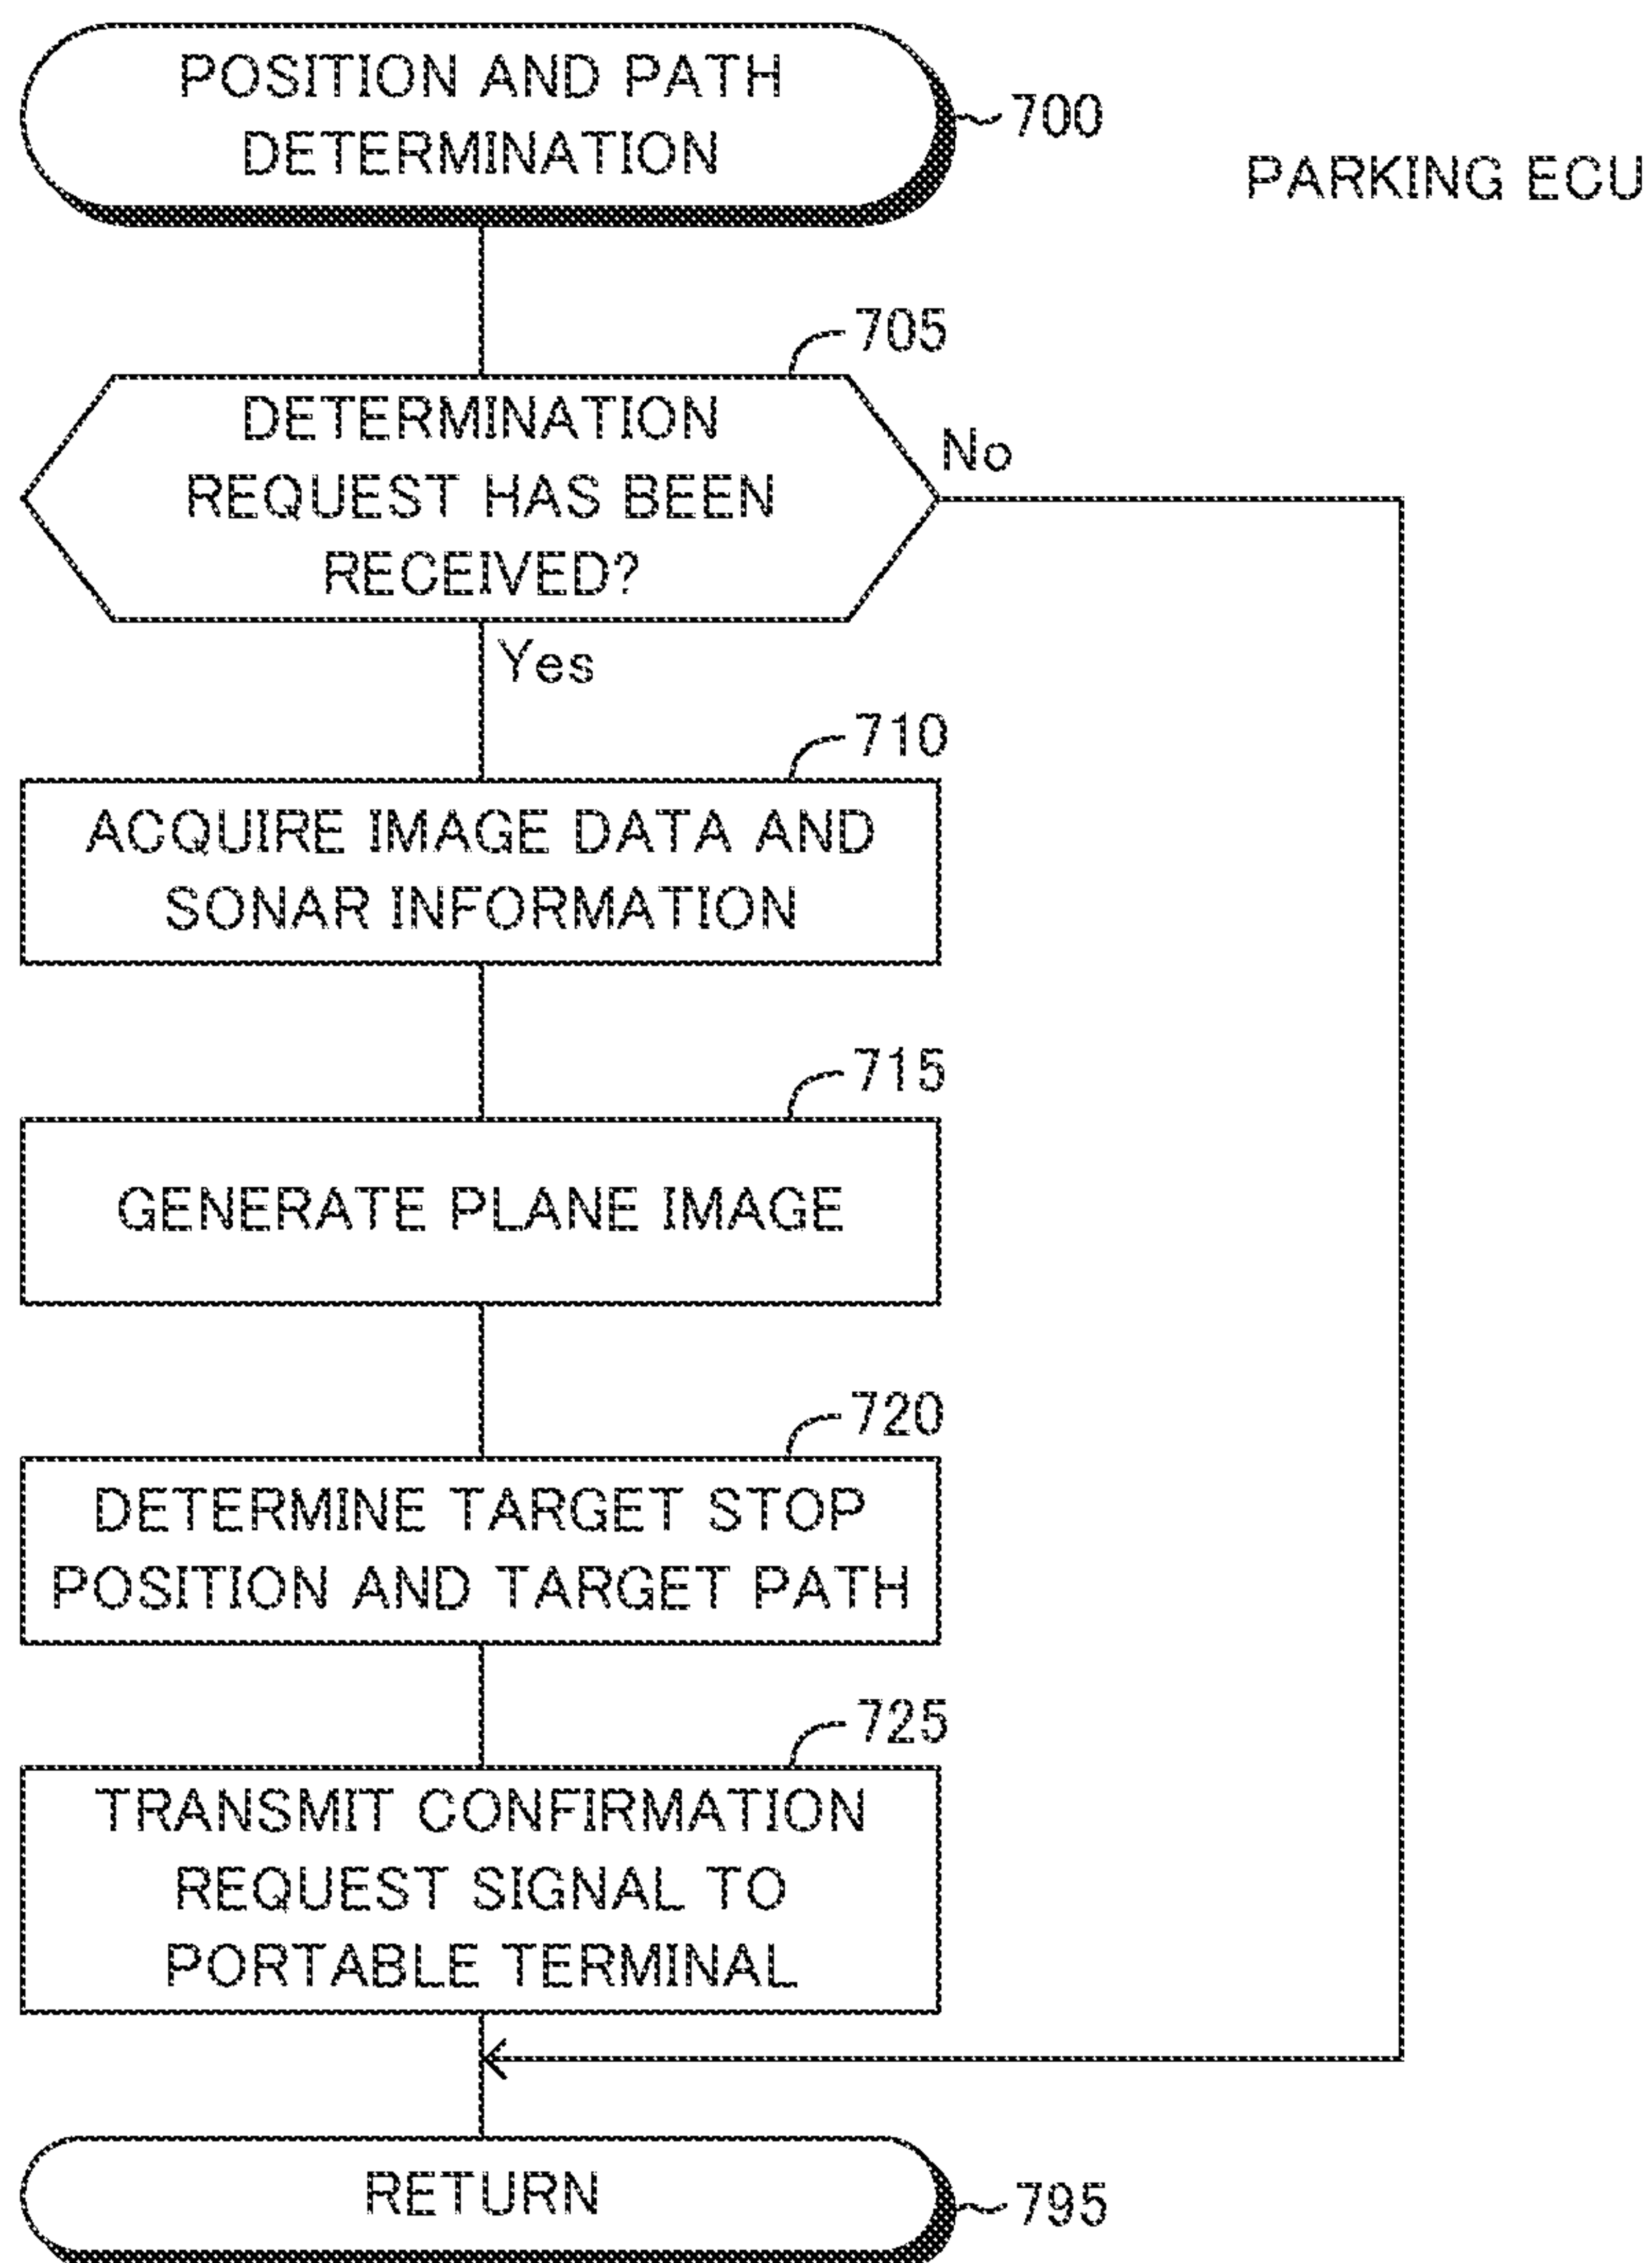 POSITION AND PATH
DETERMINATION
700
PARKING ECU
705
DETERMINATION
REQUEST HAS BEEN
RECEIVED?
No
Yes
710
ACQUIRE IMAGE DATA AND
SONAR INFORMATION
715
GENERATE PLANE IMAGE
720
DETERMINE TARGET STOP
POSITION AND TARGET PATH
725
TRANSMIT CONFIRMATION
REQUEST SIGNAL TO
PORTABLE TERMINAL
RETURN
795